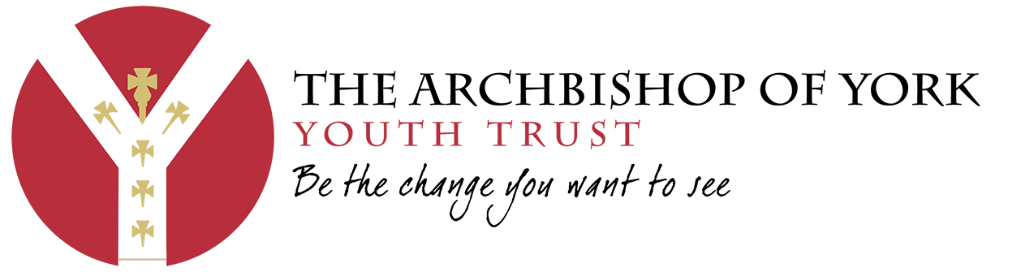 THE ARCHBISHOP OF YORK
YOUTH TRUST
Be the change you want to see